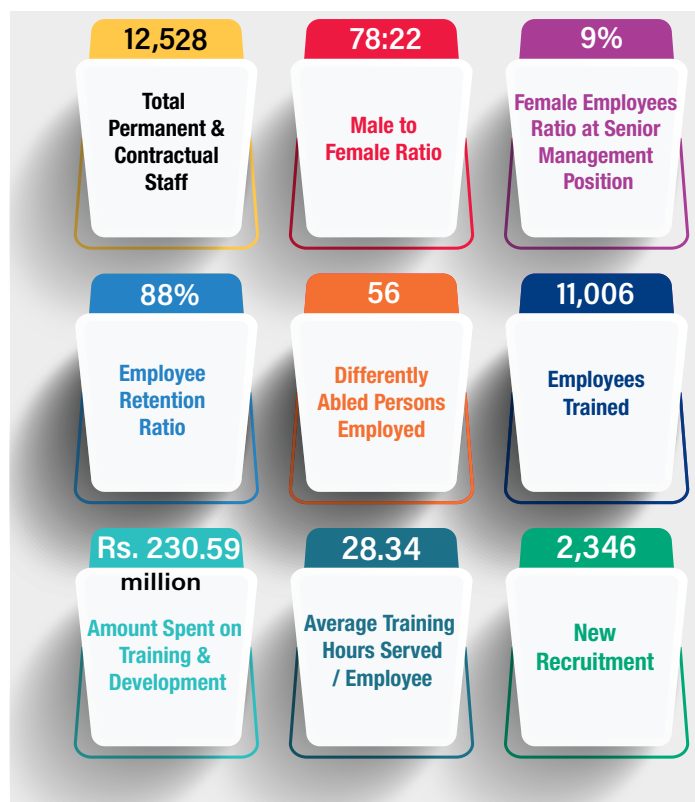 12,528
Total
Permanent &
Contractual
Staff
78:22
Male to
Female Ratio
9%
Female Employees
Ratio at Senior
Management
Position
88%
Employee
Retention
Ratio
56
Differently
Abled Persons
Employed
11,006
Employees
Trained
Rs. 230.59
million
Amount Spent on
Training &
Development
28.34
Average Training
Hours Served
/ Employee
2,346
New
Recruitment